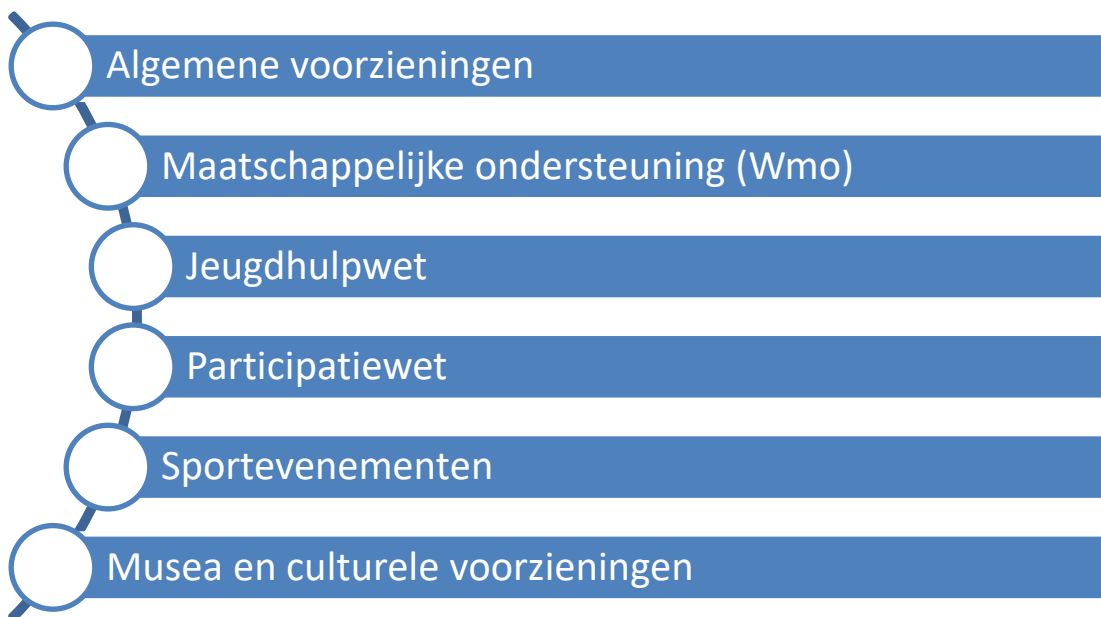 Algemene voorzieningen
Maatschappelijke ondersteuning (Wmo)
Jeugdhulpwet
Participatiewet
Sportevenementen
Musea en culturele voorzieningen